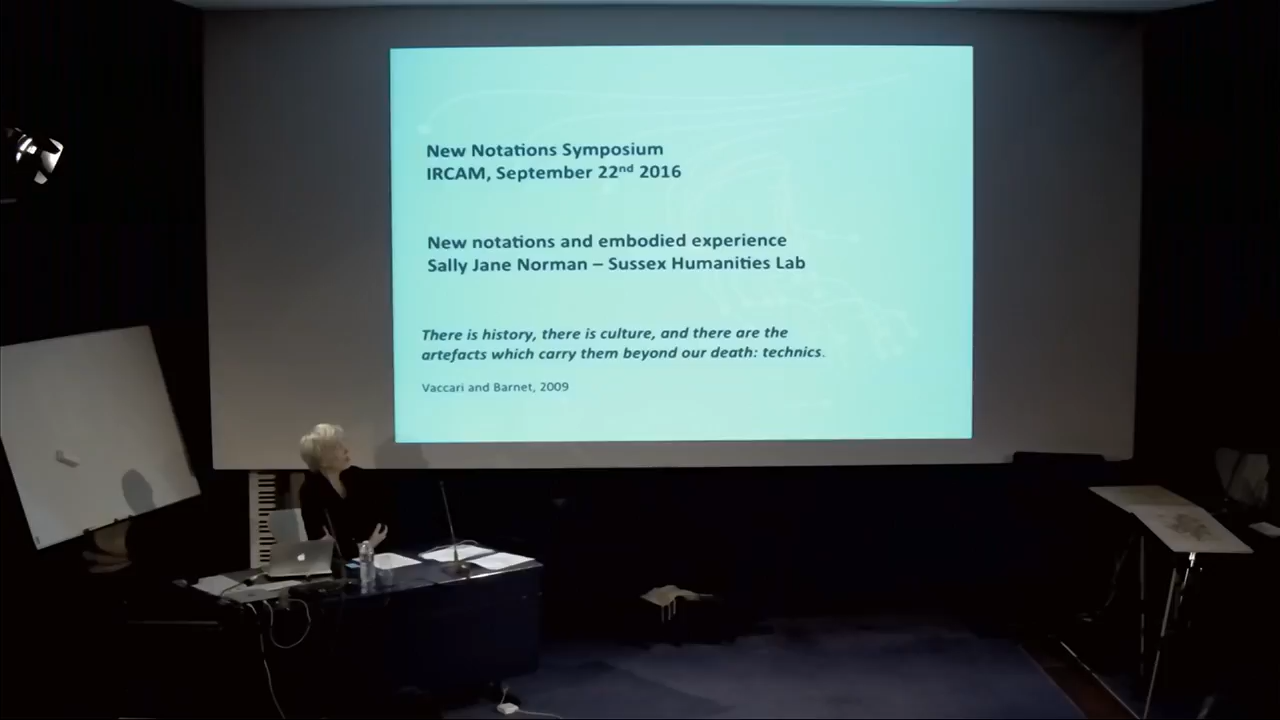 New Notations Symposium
IRCAM, September 22nd 2016
New notations and embodied experience
Sally Jane Norman – Sussex Humanities Lab
There is history, there is culture, and there are the
artefacts which carry them beyond our death: technics.
Vaccari and Barnet, 2009